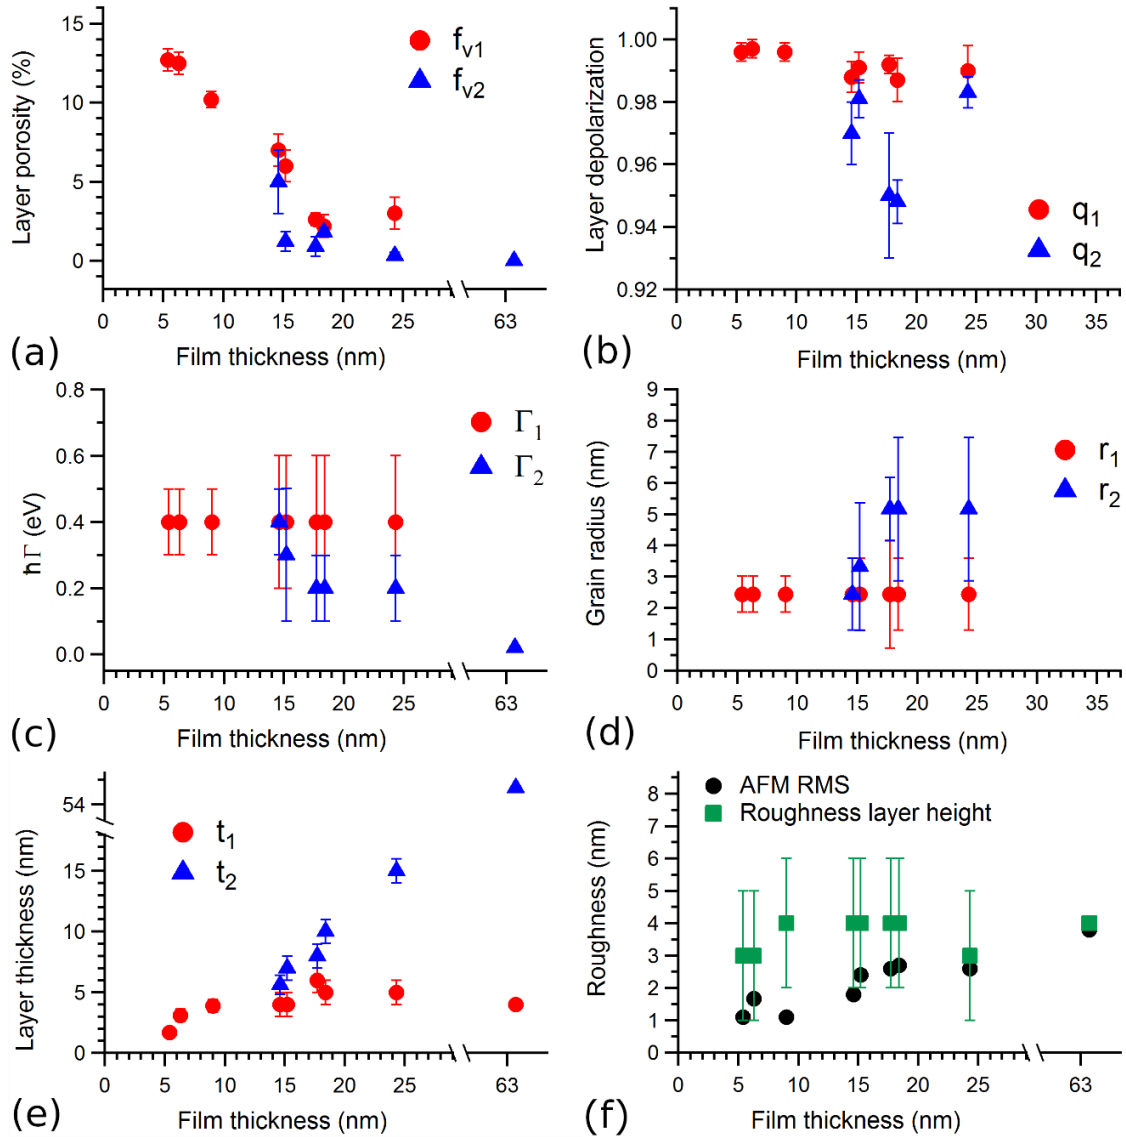 15
10
5
0
Layer porosity (%)
f_v1
f_v2
0 5 10 15 20 25 63
(a)
Film thickness (nm)
1.00
0.98
0.96
0.94
0.92
Layer depolarization
q_1
q_2
0 5 10 15 20 25 30 35
(b)
Film thickness (nm)
0.8
0.6
0.4
0.2
0.0
ħΓ (eV)
Γ_1
Γ_2
0 5 10 15 20 25 63
(c)
Film thickness (nm)
9
8
7
6
5
4
3
2
1
0
Grain radius (nm)
r_1
r_2
0 5 10 15 20 25 30 35
(d)
Film thickness (nm)
54
15
10
5
0
Layer thickness (nm)
t_1
t_2
0 5 10 15 20 25 63
(e)
Film thickness (nm)
8
7
6
5
4
3
2
1
0
Roughness (nm)
AFM RMS
Roughness layer height
0 5 10 15 20 25 63
(f)
Film thickness (nm)